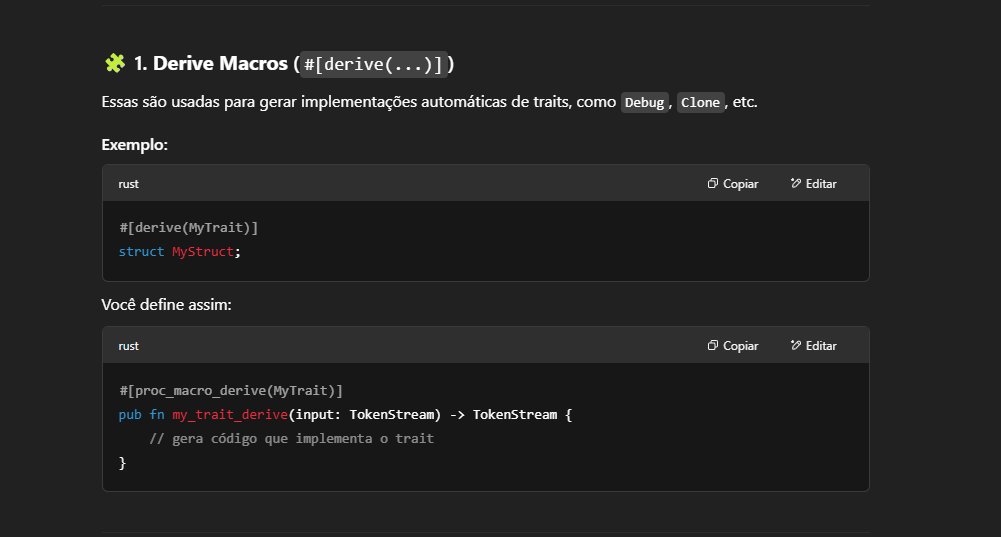 🧩 1. Derive Macros (#[derive(...)])
Essas são usadas para gerar implementações automáticas de traits, como Debug, Clone, etc.
Exemplo:
rust Copiar Editar
#[derive(MyTrait)]
struct MyStruct;
Você define assim:
rust Copiar Editar
#[proc_macro_derive(MyTrait)]
pub fn my_trait_derive(input: TokenStream) -> TokenStream {
    // gera código que implementa o trait
}